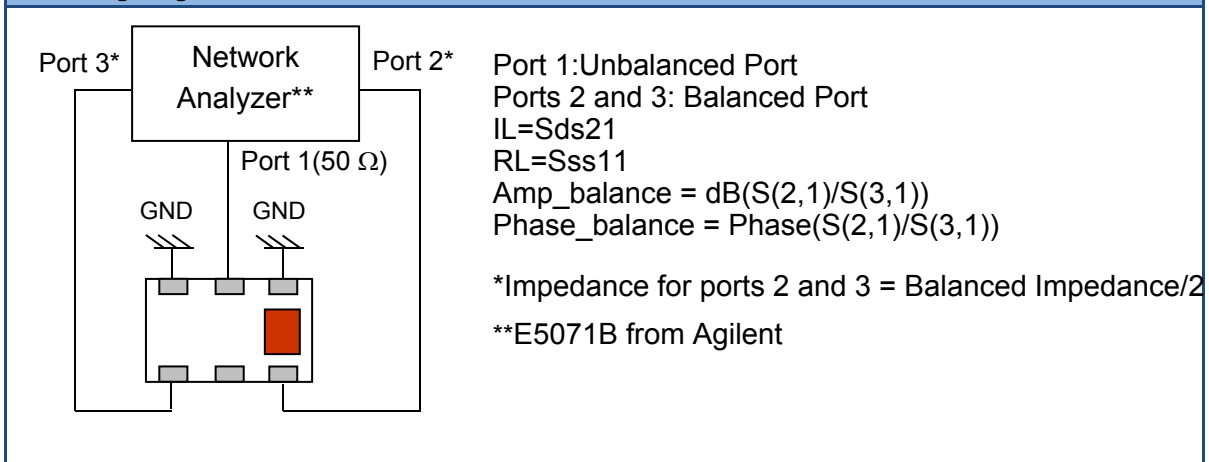 Port 3*
Network
Analyzer**
Port 2*
Port 1(50 Ω)
GND
GND
Port 1:Unbalanced Port
Ports 2 and 3: Balanced Port
IL=Sds21
RL=Sss11
Amp_balance = dB(S(2,1)/S(3,1))
Phase_balance = Phase(S(2,1)/S(3,1))
*Impedance for ports 2 and 3 = Balanced Impedance/2
**E5071B from Agilent